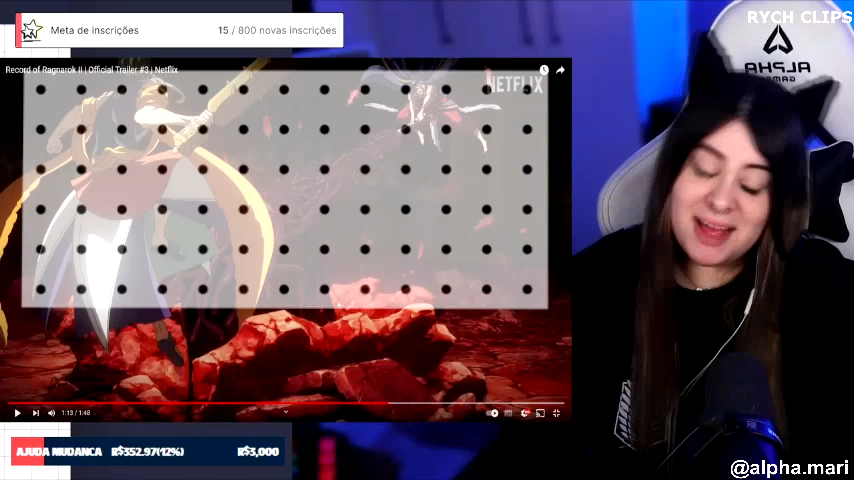 RYCH CLIPS
Meta de inscrições 15 / 800 novas inscrições
Record of Ragnarok II | Official Trailer #3 | Netflix
NETFLIX
ALPHA
GAMER
1:13 / 1:48
AJUDA MUDANCA R$352.97(12%) R$3,000
@alpha.mari